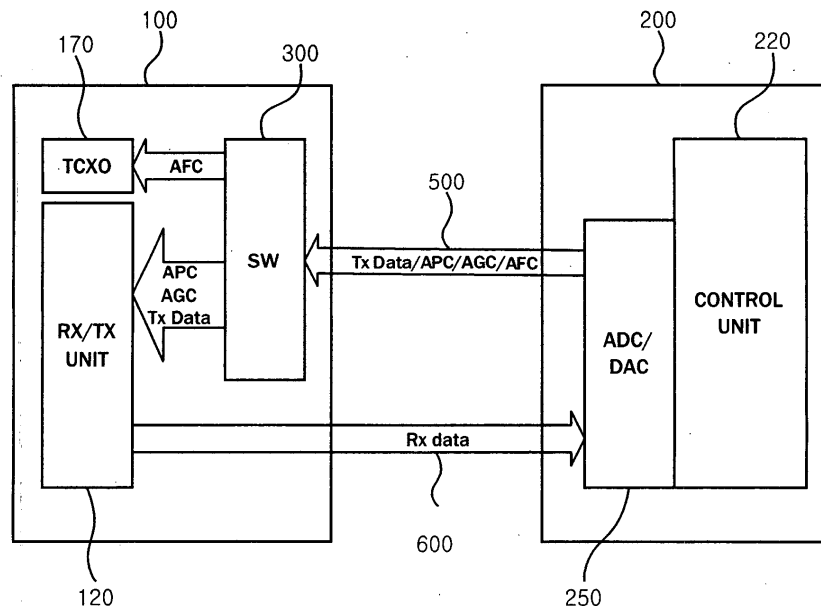 100
200
170
300
220
TCXO
AFC
500
SW
Tx Data/APC/AGC/AFC
APC
AGC
Tx Data
RX/TX
UNIT
CONTROL
UNIT
ADC/
DAC
Rx data
600
120
250